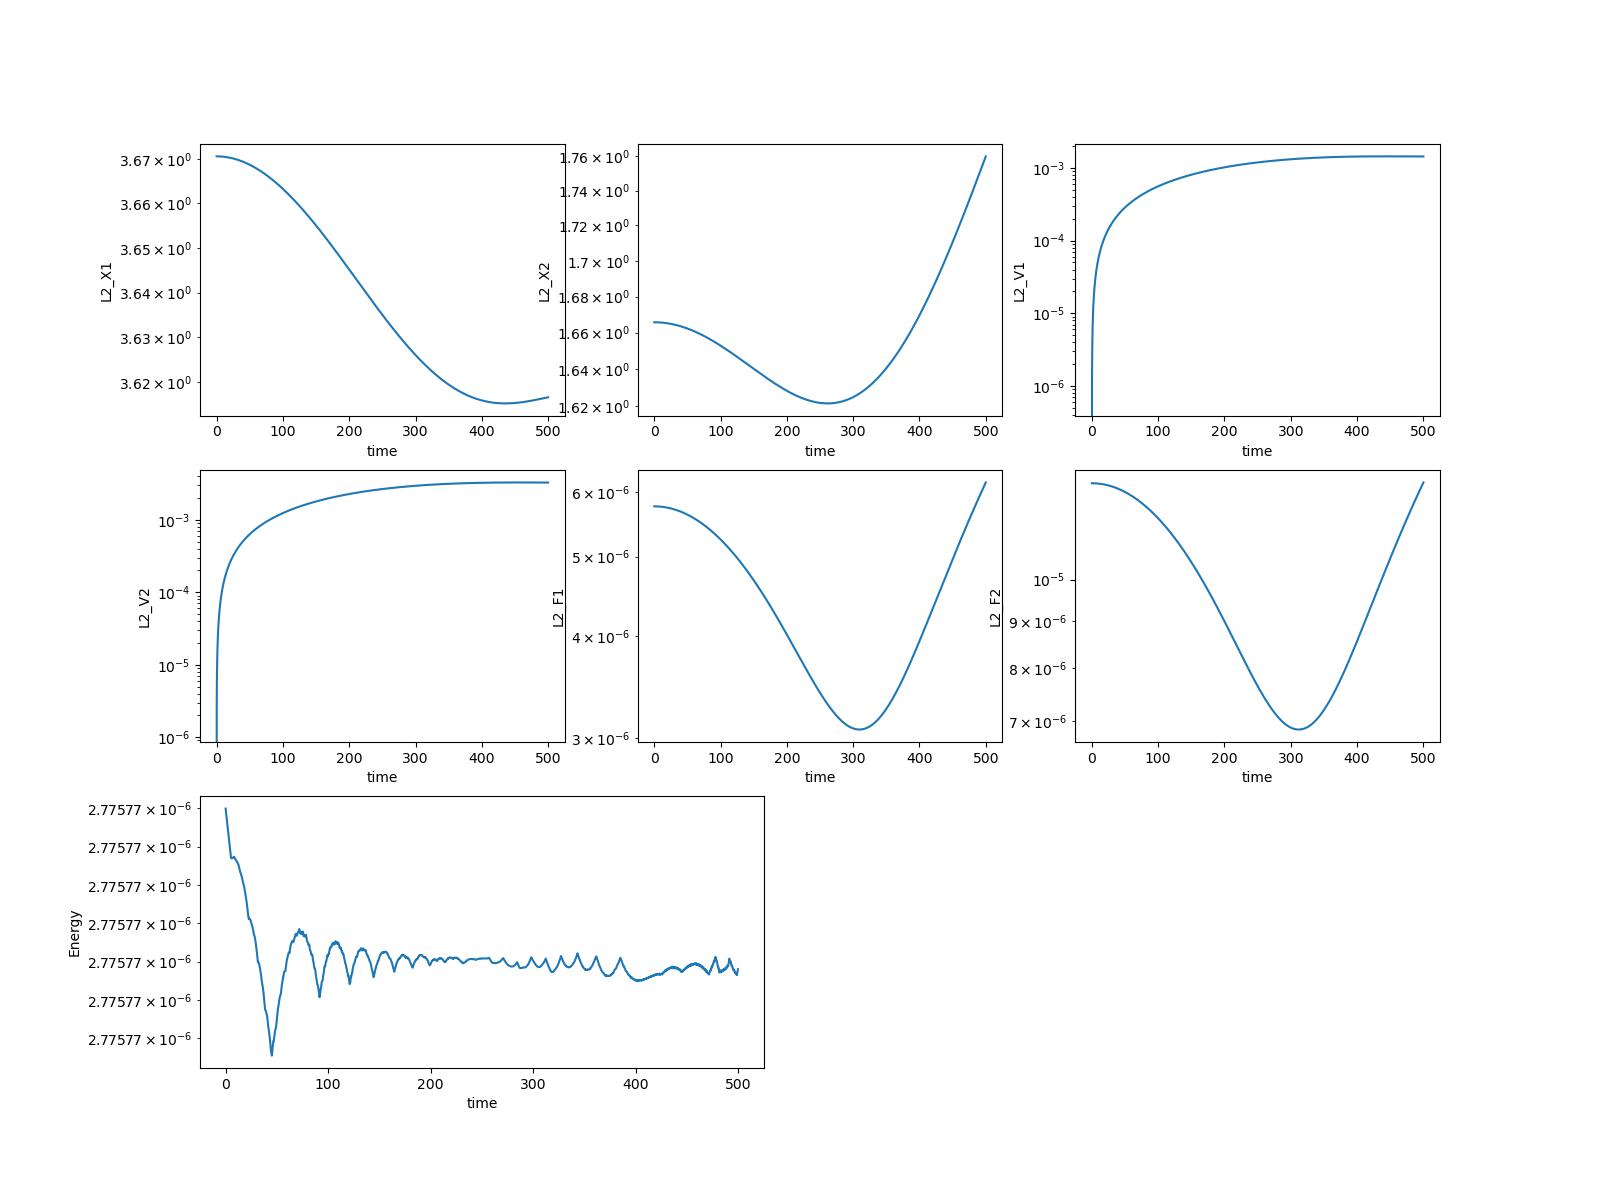 L2_X1
3.67 × 10⁰
3.66 × 10⁰
3.65 × 10⁰
3.64 × 10⁰
3.63 × 10⁰
3.62 × 10⁰
0 100 200 300 400 500
time
L2_X2
1.76 × 10⁰
1.74 × 10⁰
1.72 × 10⁰
1.7 × 10⁰
1.68 × 10⁰
1.66 × 10⁰
1.64 × 10⁰
1.62 × 10⁰
0 100 200 300 400 500
time
L2_V1
10⁻³
10⁻⁴
10⁻⁵
10⁻⁶
0 100 200 300 400 500
time
L2_V2
10⁻³
10⁻⁴
10⁻⁵
10⁻⁶
0 100 200 300 400 500
time
L2_F1
6 × 10⁻⁶
5 × 10⁻⁶
4 × 10⁻⁶
3 × 10⁻⁶
0 100 200 300 400 500
time
L2_F2
10⁻⁵
9 × 10⁻⁶
8 × 10⁻⁶
7 × 10⁻⁶
0 100 200 300 400 500
time
Energy
2.77577 × 10⁻⁶
2.77577 × 10⁻⁶
2.77577 × 10⁻⁶
2.77577 × 10⁻⁶
2.77577 × 10⁻⁶
2.77577 × 10⁻⁶
2.77577 × 10⁻⁶
0 100 200 300 400 500
time